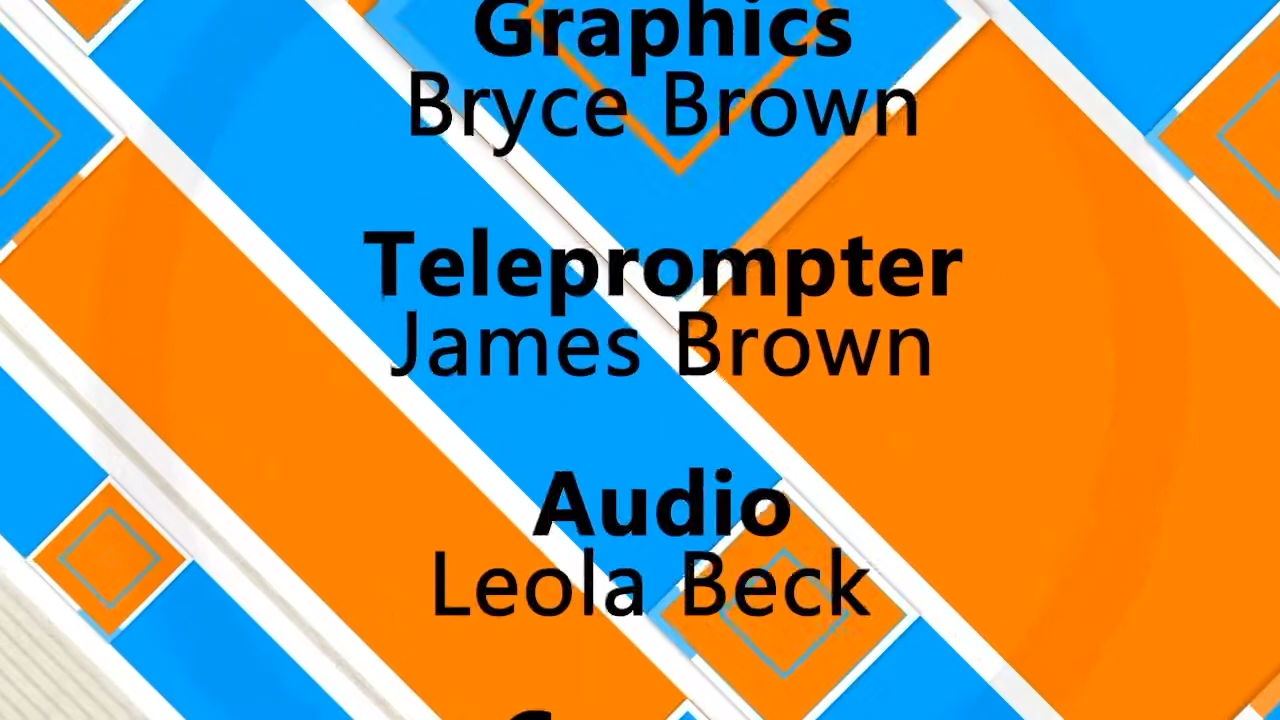 Graphics
Bryce Brown
Teleprompter
James Brown
Audio
Leola Beck